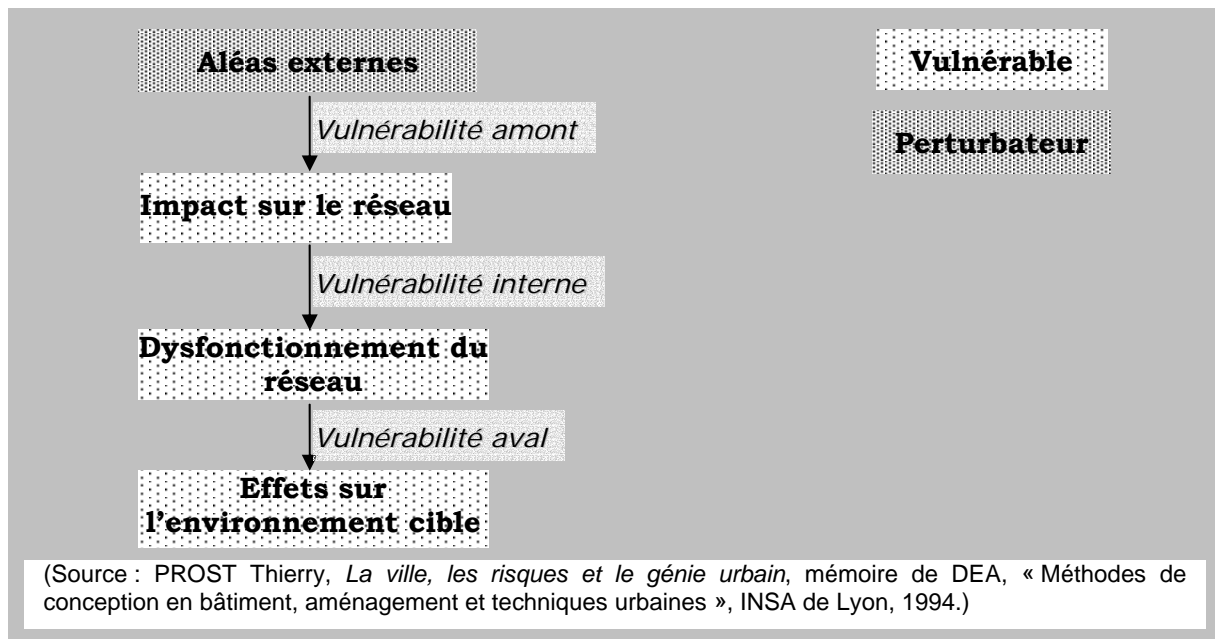 Aléas externes
Vulnérable
Vulnérabilité amont
Perturbateur
Impact sur le réseau
Vulnérabilité interne
Dysfonctionnement du
réseau
Vulnérabilité aval
Effets sur
l'environnement cible
(Source : PROST Thierry, La ville, les risques et le génie urbain, mémoire de DEA, « Méthodes de
conception en bâtiment, aménagement et techniques urbaines », INSA de Lyon, 1994.)